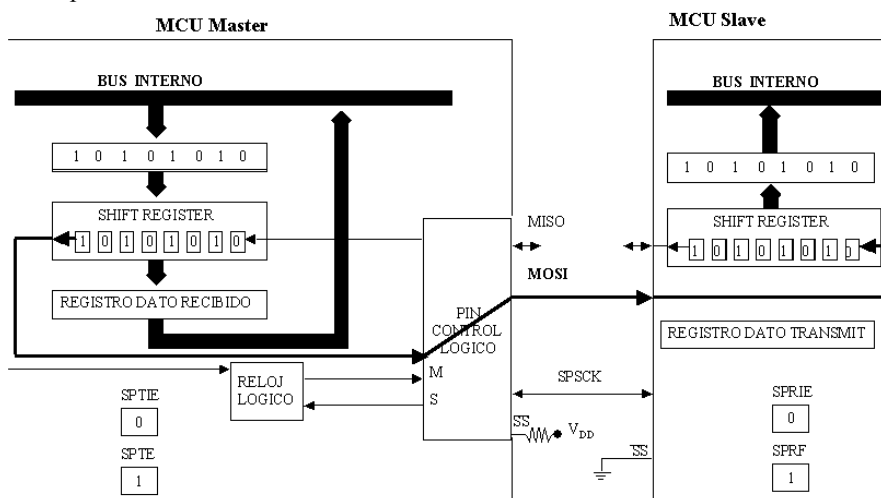 MCU Master
MCU Slave
BUS INTERNO
BUS INTERNO
1 0 1 0 1 0 1 0
1 0 1 0 1 0 1 0
SHIFT REGISTER
1 0 1 0 1 0 1 0
SHIFT REGISTER
1 0 1 0 1 0 1 0
MISO
MOSI
REGISTRO DATO RECIBIDO
PIN
CONTROL
LOGICO
REGISTRO DATO TRANSMIT
RELOJ
LOGICO
M
S
SPSCK
SPTIE
0
SPTE
1
SS
VDD
SS
SPRIE
0
SPRF
1